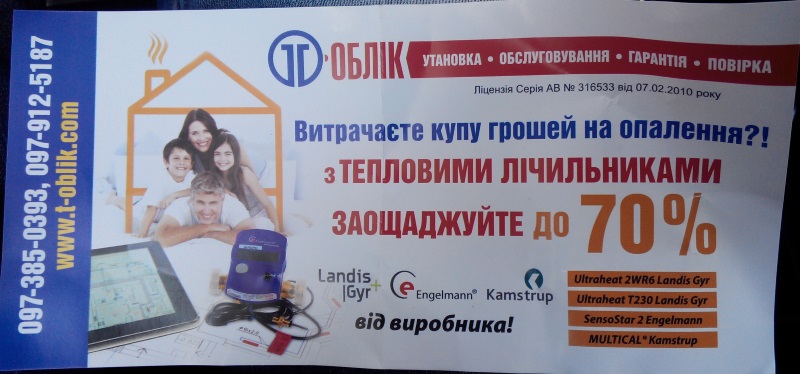 097-385-0393, 097-912-5187
www.t-oblik.com
Т ОБЛІК
УТАНОВКА • ОБСЛУГОВУВАННЯ • ГАРАНТІЯ • ПОВІРКА
Ліцензія Серія АВ № 316533 від 07.02.2010 року
Витрачаєте купу грошей на опалення?!
з ТЕПЛОВИМИ ЛІЧИЛЬНИКАМИ
ЗАОЩАДЖУЙТЕ ДО 70%
Landis Gyr+
e Engelmann®
Kamstrup
від виробника!
Ultraheat 2WR6 Landis Gyr
Ultraheat T230 Landis Gyr
SensoStar 2 Engelmann
MULTICAL® Kamstrup